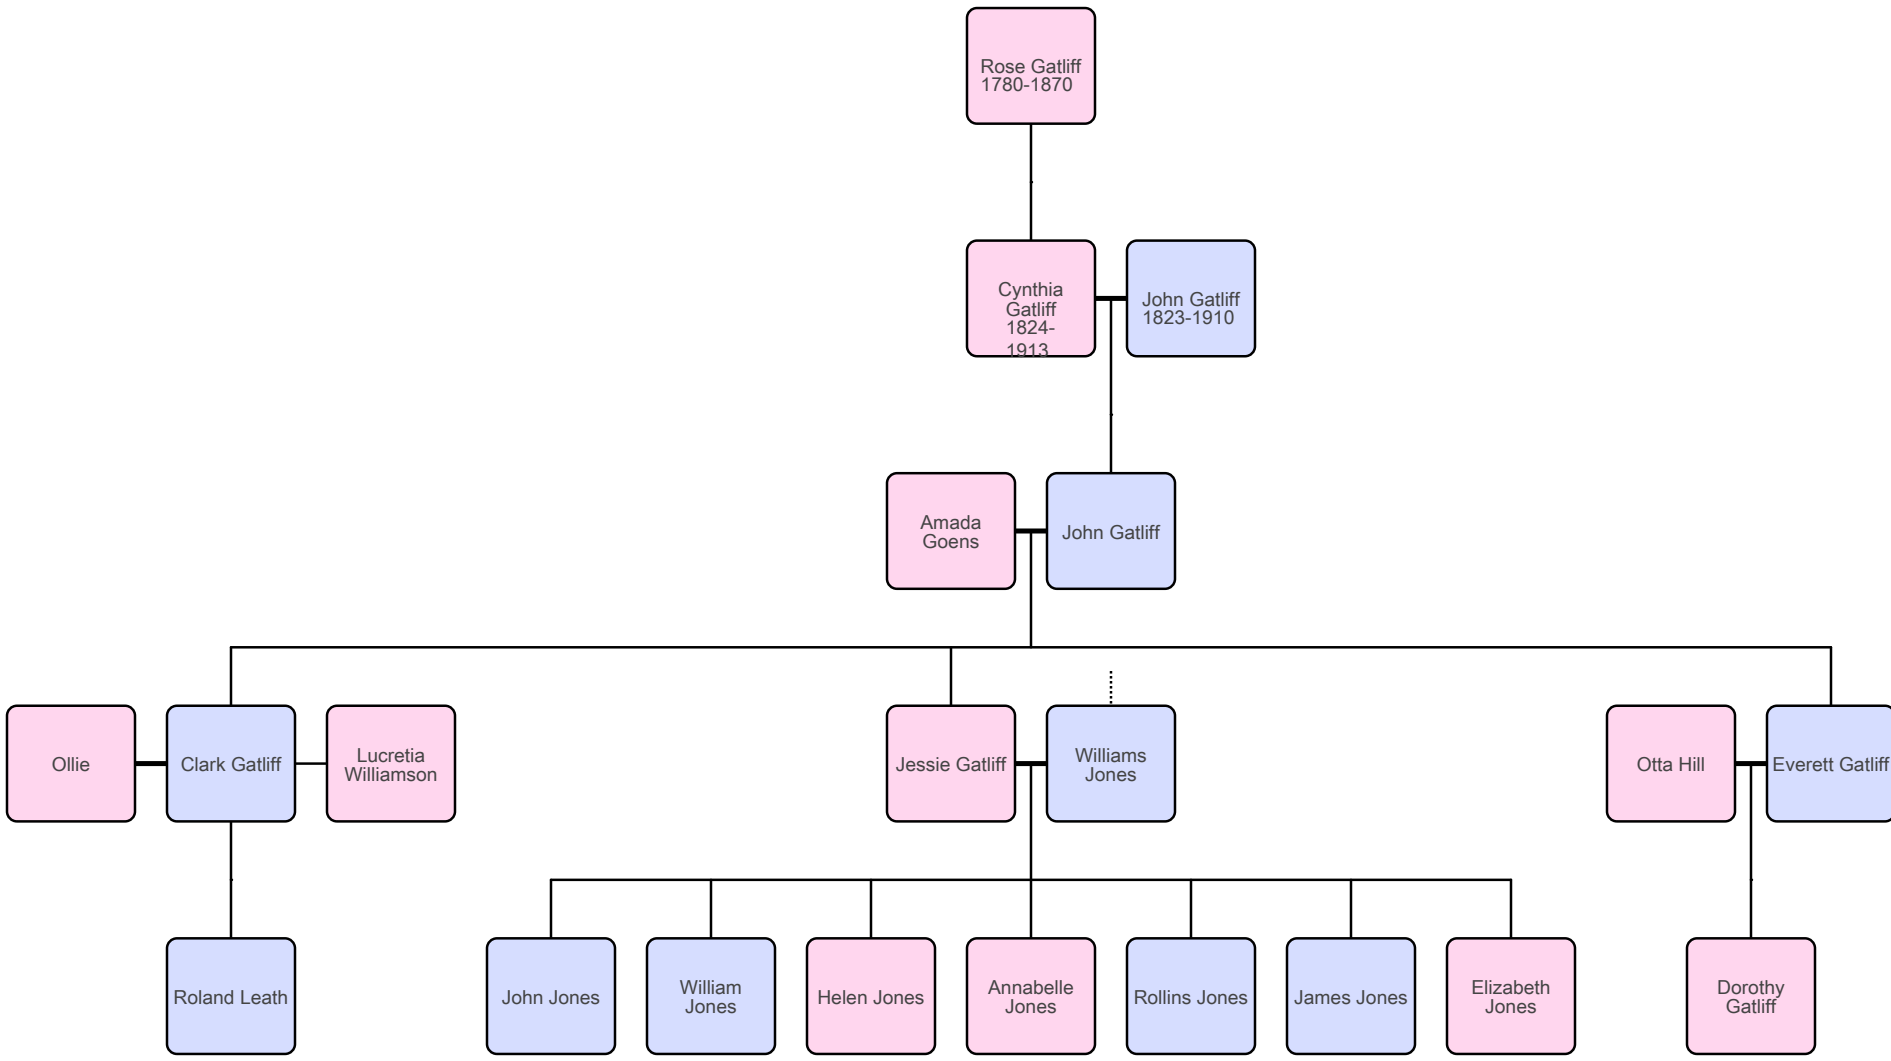 Rose Gatliff
1780-1870
Cynthia
Gatliff
1824-
1913
John Gatliff
1823-1910
Amada
Goens
John Gatliff
Ollie
Clark Gatliff
Lucretia
Williamson
Jessie Gatliff
Williams
Jones
Otta Hill
Everett Gatliff
Roland Leath
John Jones
William
Jones
Helen Jones
Annabelle
Jones
Rollins Jones
James Jones
Elizabeth
Jones
Dorothy
Gatliff